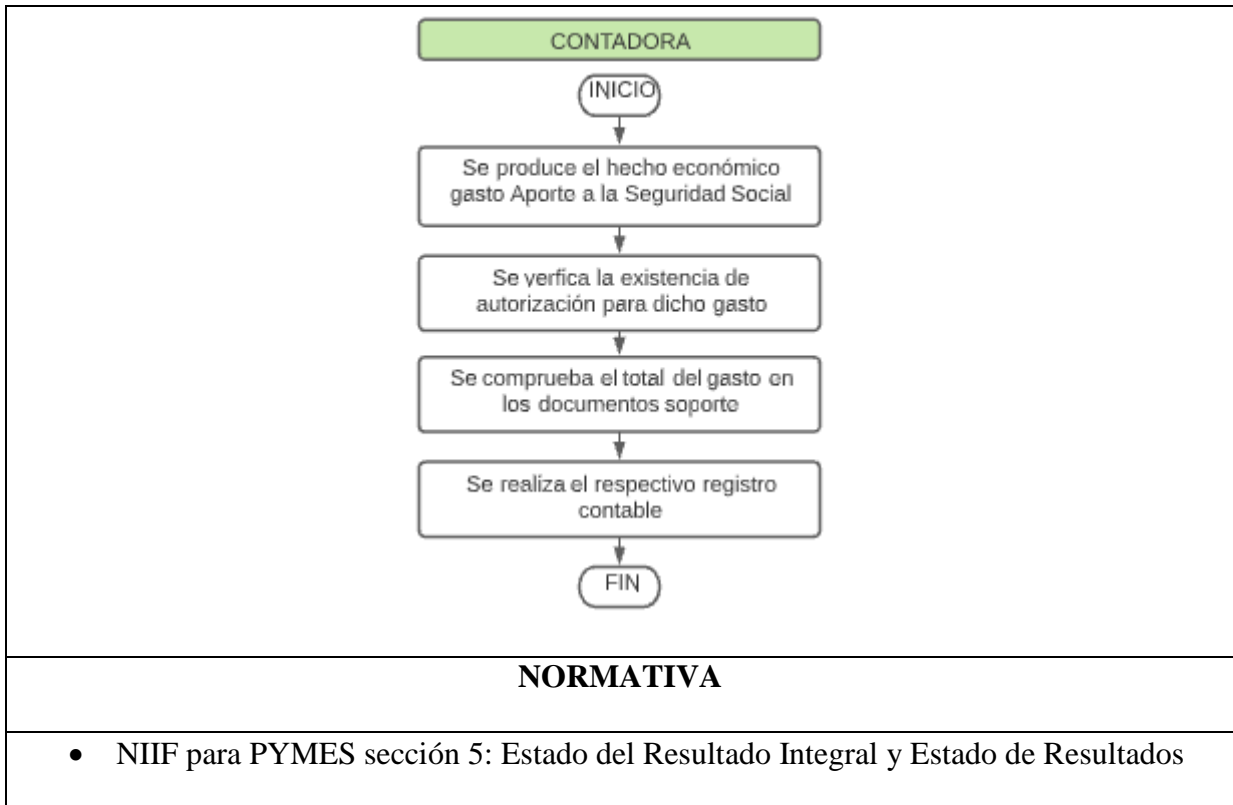 CONTADORA
INICIO
Se produce el hecho económico
gasto Aporte a la Seguridad Social
Se verfica la existencia de
autorización para dicho gasto
Se comprueba el total del gasto en
los documentos soporte
Se realiza el respectivo registro
contable
FIN
NORMATIVA
• NIIF para PYMES sección 5: Estado del Resultado Integral y Estado de Resultados